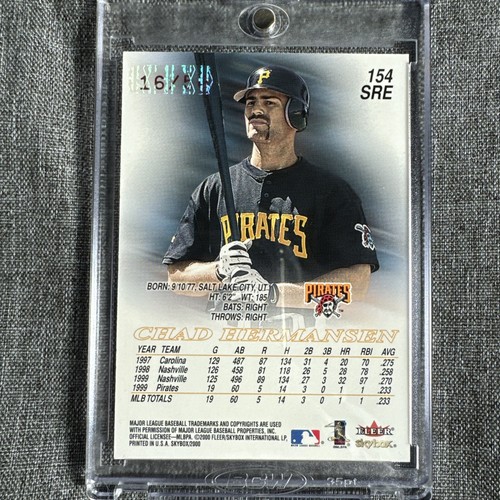 154
SRE
P
PIRATES
BORN: 9/10/77, SALT LAKE CITY, UT.
HT: 6'2" WT: 185
BATS: RIGHT
THROWS: RIGHT
PIRATES
CHAD HERMANSEN
YEAR TEAM G AB R H 2B 3B HR RBI AVG
1997 Carolina 129 487 87 134 31 4 20 70 .275
1998 Nashville 126 458 81 118 26 5 28 78 .258
1999 Nashville 125 496 89 134 27 3 32 97 .270
1999 Pirates 19 60 5 14 3 0 1 1 .233
MLB TOTALS 19 60 5 14 3 0 1 1 .233
MAJOR LEAGUE BASEBALL TRADEMARKS AND COPYRIGHTS ARE USED
WITH PERMISSION OF MAJOR LEAGUE BASEBALL PROPERTIES, INC.
OFFICIAL LICENSEE—MLBPA. ©2000 FLEER/SKYBOX INTERNATIONAL LP.
PRINTED IN U.S.A. SKYBOX/2000
FLEER
SKYBOX
35pt